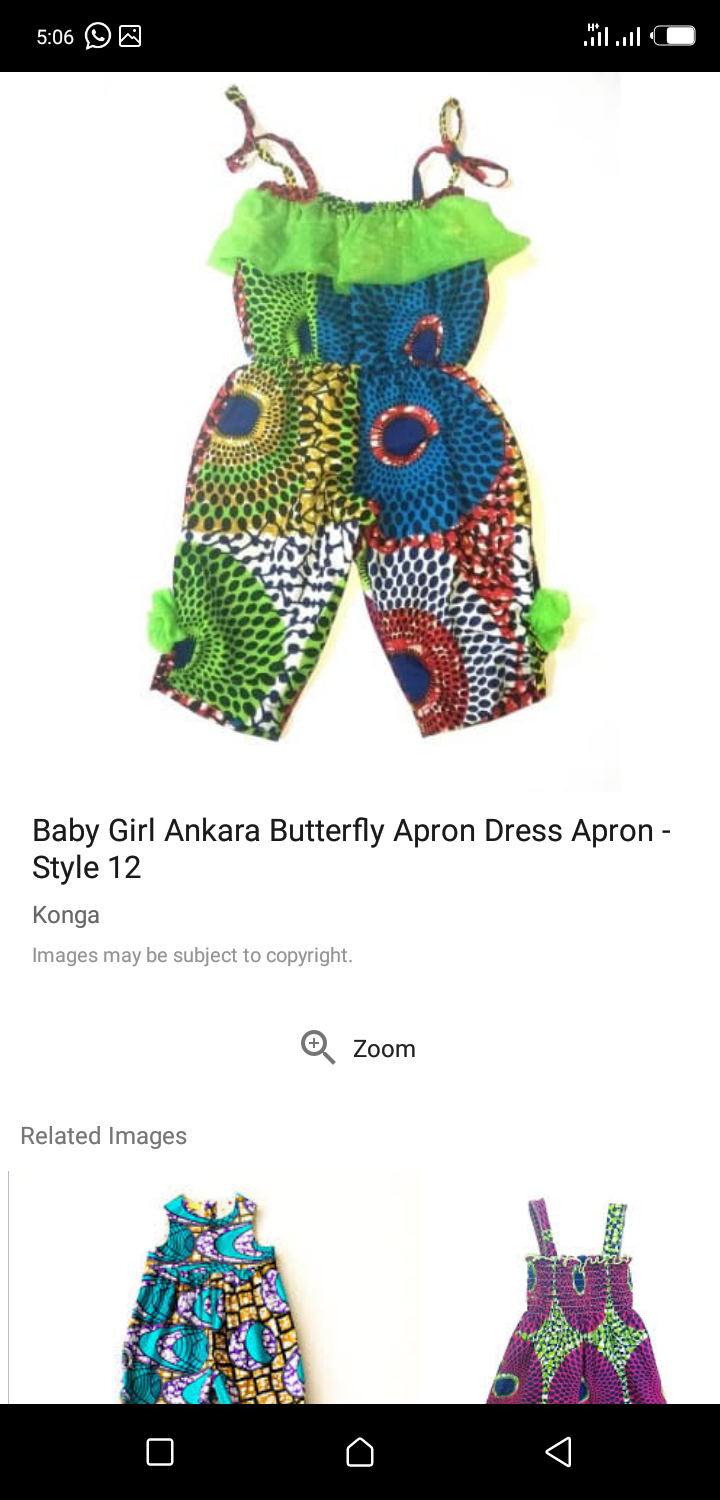 5:06
H+
Baby Girl Ankara Butterfly Apron Dress Apron -
Style 12
Konga
Images may be subject to copyright.
Zoom
Related Images